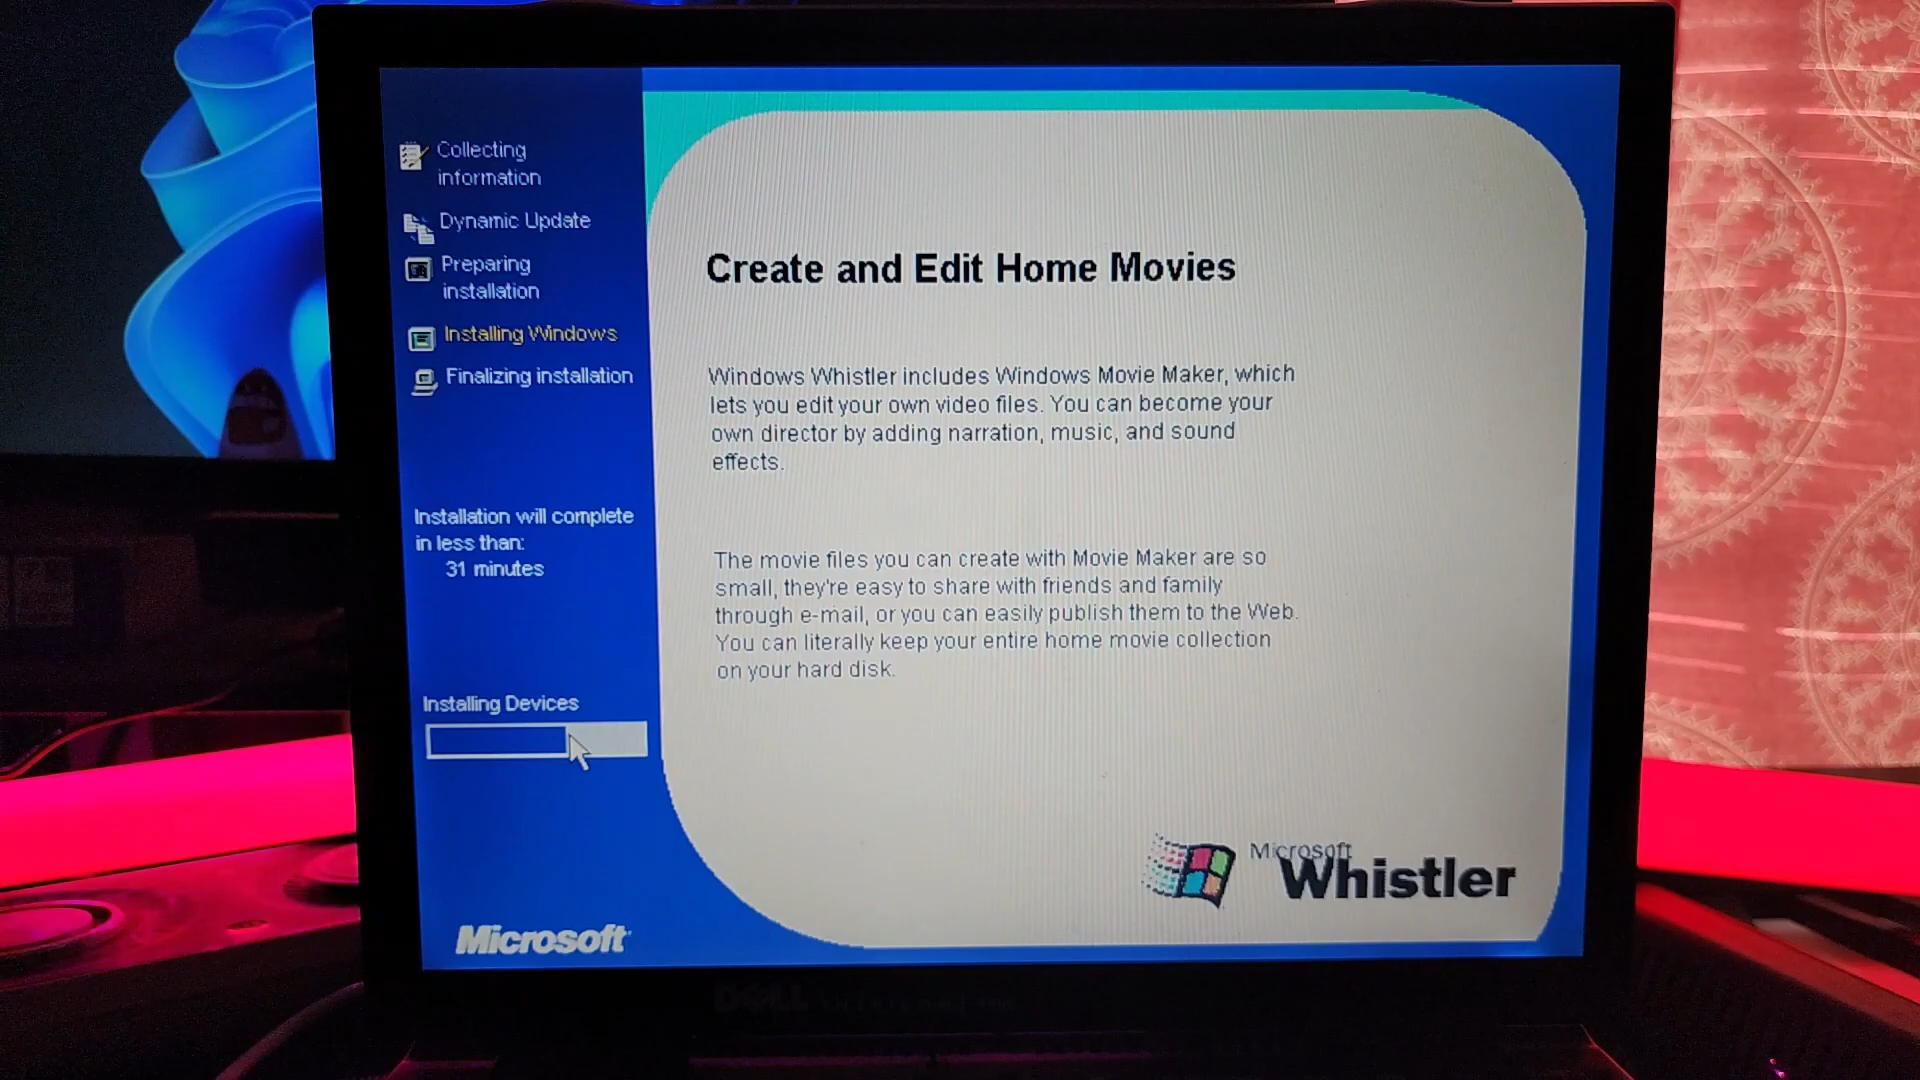 Collecting
information
Dynamic Update
Preparing
installation
Installing Windows
Finalizing installation
Installation will complete
in less than:
31 minutes
Installing Devices
Microsoft
Create and Edit Home Movies
Windows Whistler includes Windows Movie Maker, which
lets you edit your own video files. You can become your
own director by adding narration, music, and sound
effects.
The movie files you can create with Movie Maker are so
small, they're easy to share with friends and family
through e-mail, or you can easily publish them to the Web.
You can literally keep your entire home movie collection
on your hard disk.
Microsoft
Whistler
DELL